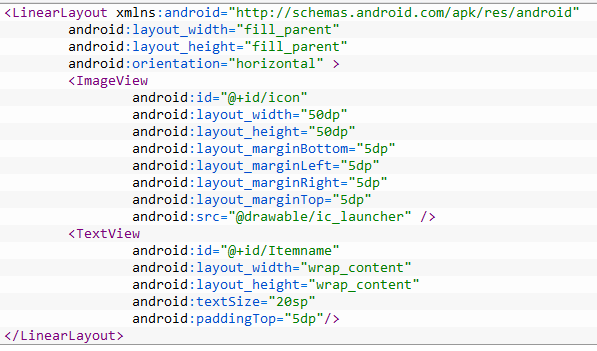 <LinearLayout xmlns:android="http://schemas.android.com/apk/res/android"
        android:layout_width="fill_parent"
        android:layout_height="fill_parent"
        android:orientation="horizontal" >
        <ImageView
                android:id="@+id/icon"
                android:layout_width="50dp"
                android:layout_height="50dp"
                android:layout_marginBottom="5dp"
                android:layout_marginLeft="5dp"
                android:layout_marginRight="5dp"
                android:layout_marginTop="5dp"
                android:src="@drawable/ic_launcher" />
        <TextView
                android:id="@+id/Itemname"
                android:layout_width="wrap_content"
                android:layout_height="wrap_content"
                android:textSize="20sp"
                android:paddingTop="5dp"/>
</LinearLayout>